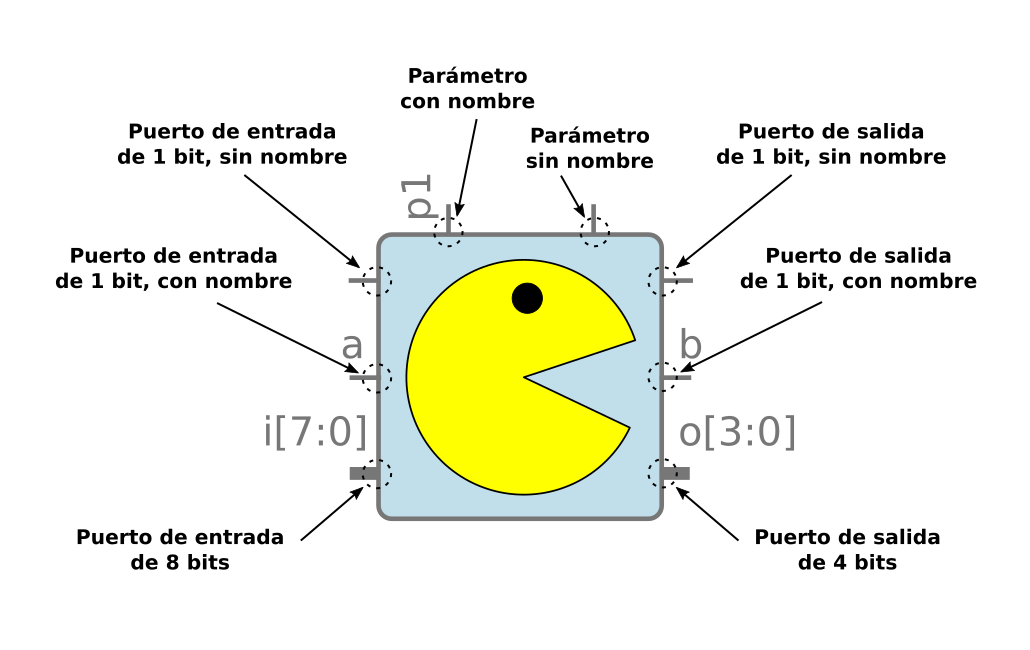 Parámetro
con nombre
Puerto de entrada
de 1 bit, sin nombre
Parámetro
sin nombre
Puerto de salida
de 1 bit, sin nombre
p1
Puerto de entrada
de 1 bit, con nombre
Puerto de salida
de 1 bit, con nombre
a
b
i[7:0]
o[3:0]
Puerto de entrada
de 8 bits
Puerto de salida
de 4 bits